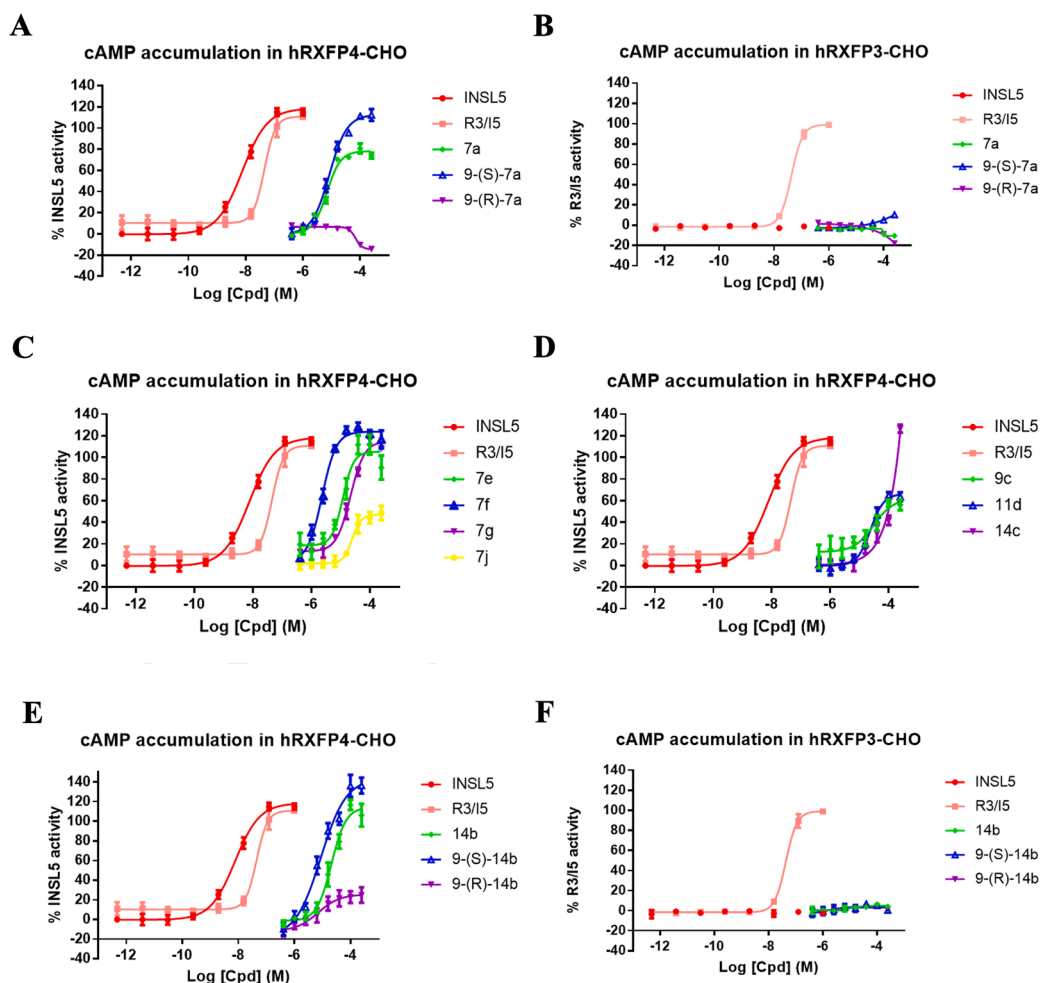 A
cAMP accumulation in hRXFP4-CHO
% INSL5 activity
140
120
100
80
60
40
20
0
-20
-40
-12
-10
-8
-6
-4
Log [Cpd] (M)
INSL5
R3/I5
7a
9-(S)-7a
9-(R)-7a
B
cAMP accumulation in hRXFP3-CHO
% R3/I5 activity
140
120
100
80
60
40
20
0
-20
-40
-12
-10
-8
-6
-4
Log [Cpd] (M)
INSL5
R3/I5
7a
9-(S)-7a
9-(R)-7a
C
cAMP accumulation in hRXFP4-CHO
% INSL5 activity
140
120
100
80
60
40
20
0
-20
-40
-12
-10
-8
-6
-4
Log [Cpd] (M)
INSL5
R3/I5
7e
7f
7g
7j
D
cAMP accumulation in hRXFP4-CHO
% INSL5 activity
140
120
100
80
60
40
20
0
-20
-40
-12
-10
-8
-6
-4
Log [Cpd] (M)
INSL5
R3/I5
9c
11d
14c
E
cAMP accumulation in hRXFP4-CHO
% INSL5 activity
140
120
100
80
60
40
20
0
-20
-40
-12
-10
-8
-6
-4
Log [Cpd] (M)
INSL5
R3/I5
14b
9-(S)-14b
9-(R)-14b
F
cAMP accumulation in hRXFP3-CHO
% R3/I5 activity
140
120
100
80
60
40
20
0
-20
-40
-12
-10
-8
-6
-4
Log [Cpd] (M)
INSL5
R3/I5
14b
9-(S)-14b
9-(R)-14b